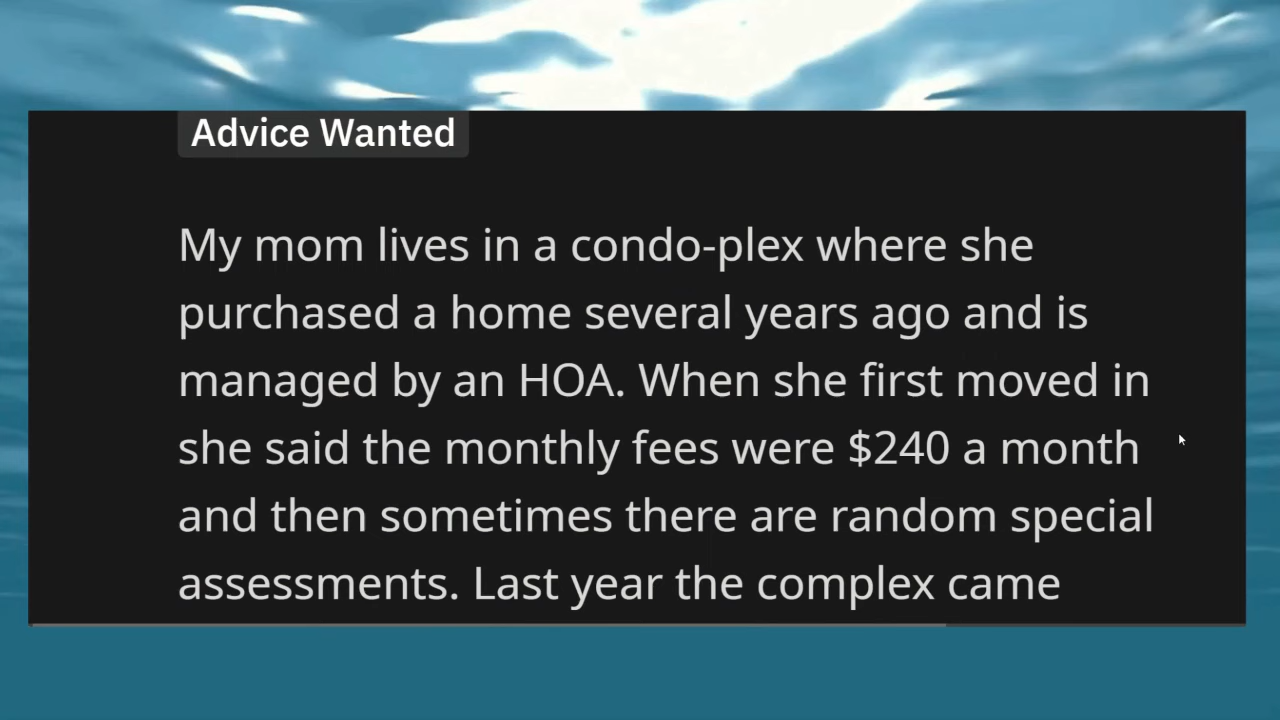 Advice Wanted
My mom lives in a condo-plex where she
purchased a home several years ago and is
managed by an HOA. When she first moved in
she said the monthly fees were $240 a month
and then sometimes there are random special
assessments. Last year the complex came